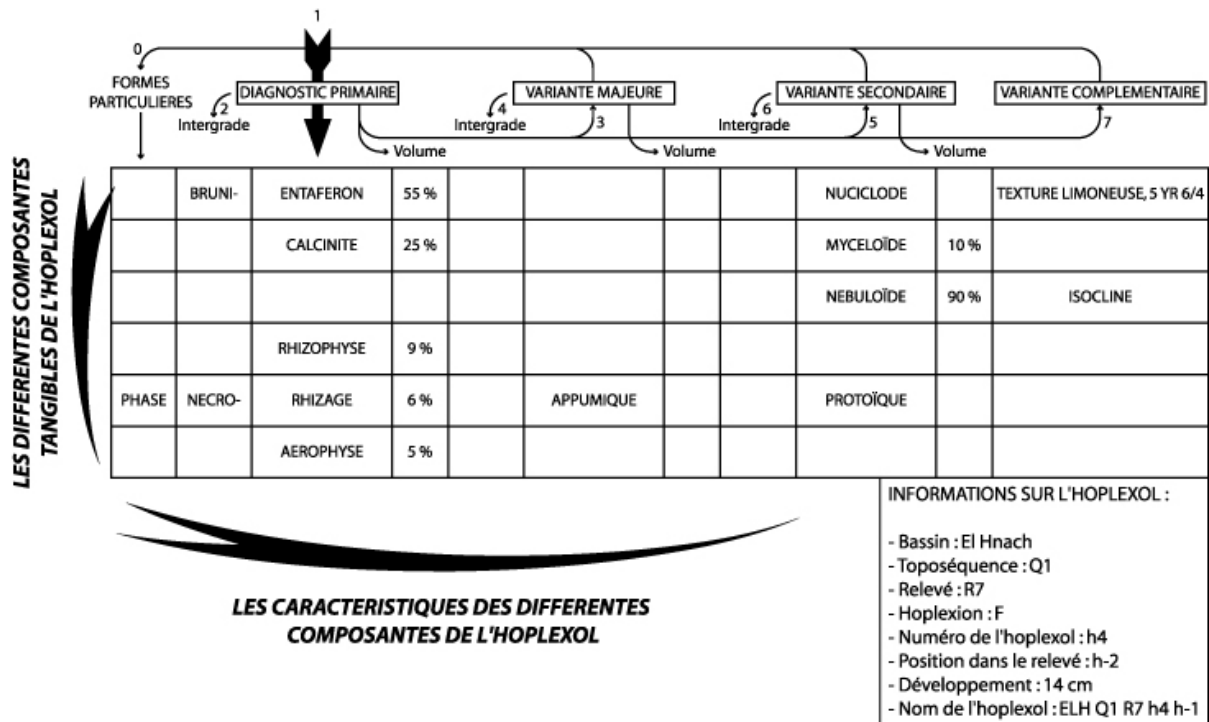 1
0
FORMES
PARTICULIERES
DIAGNOSTIC PRIMAIRE
VARIANTE MAJEURE
VARIANTE SECONDAIRE
VARIANTE COMPLEMENTAIRE
2
Intergrade
4
Intergrade
3
6
Intergrade
5
7
Volume
Volume
Volume
BRUNI- ENTAFERON 55 % NUCICLODE TEXTURE LIMONEUSE, 5 YR 6/4
CALCINITE 25 % MYCELOÏDE 10 %
NEBULOÏDE 90 % ISOCLINE
RHIZOPHYSE 9 %
PHASE NECRO- RHIZAGE 6 % APPUMIQUE PROTOÏQUE
AEROPHYSE 5 %
LES DIFFERENTES COMPOSANTES
TANGIBLES DE L'HOPLEXOL
LES CARACTERISTIQUES DES DIFFERENTES
COMPOSANTES DE L'HOPLEXOL
INFORMATIONS SUR L'HOPLEXOL :
- Bassin : El Hnach
- Toposéquence : Q1
- Relevé : R7
- Hoplexion : F
- Numéro de l'hoplexol : h4
- Position dans le relevé : h-2
- Développement : 14 cm
- Nom de l'hoplexol : ELH Q1 R7 h4 h-1